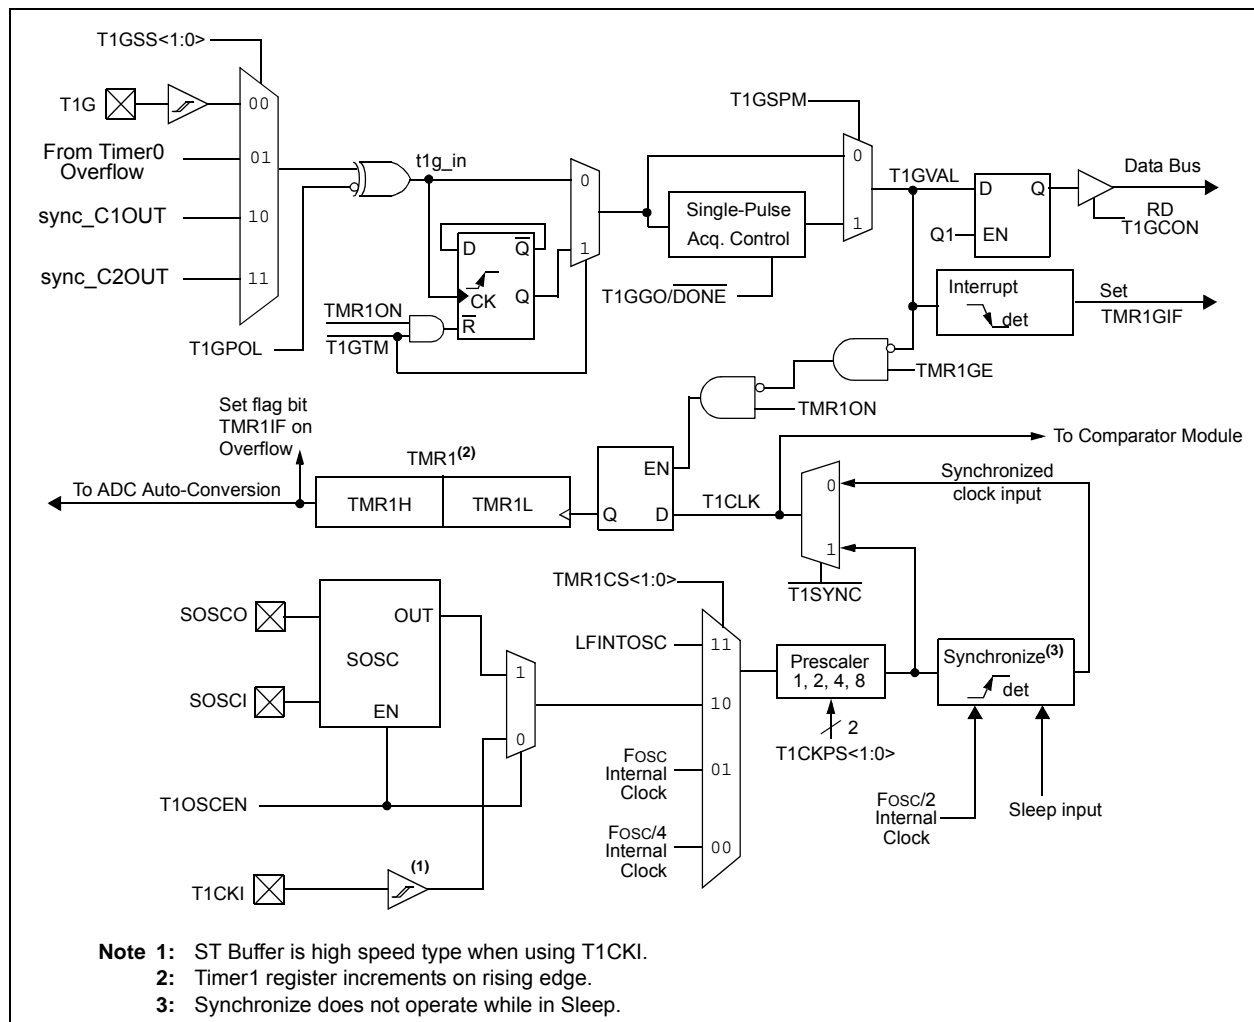 T1GSS<1:0>
T1G
00
From Timer0
Overflow
01
sync_C1OUT
10
sync_C2OUT
11
T1GPOL
t1g_in
0
1
D
Q
CK
Q
R
TMR1ON
T1GTM
T1GSPM
0
1
Single-Pulse
Acq. Control
T1GGO/DONE
T1GVAL
D
Q
Q1
EN
Data Bus
RD
T1GCON
Interrupt
det
Set
TMR1GIF
TMR1GE
TMR1ON
Set flag bit
TMR1IF on
Overflow
To ADC Auto-Conversion
TMR1(2)
TMR1H
TMR1L
EN
Q
D
T1CLK
To Comparator Module
0
1
Synchronized
clock input
T1SYNC
SOSCO
SOSCI
OUT
SOSC
EN
1
0
T1OSCEN
T1CKI
(1)
TMR1CS<1:0>
LFINTOSC
11
10
FOSC
Internal
Clock
01
FOSC/4
Internal
Clock
00
Prescaler
1, 2, 4, 8
2
T1CKPS<1:0>
Synchronize(3)
det
FOSC/2
Internal
Clock
Sleep input
Note 1: ST Buffer is high speed type when using T1CKI.
2: Timer1 register increments on rising edge.
3: Synchronize does not operate while in Sleep.